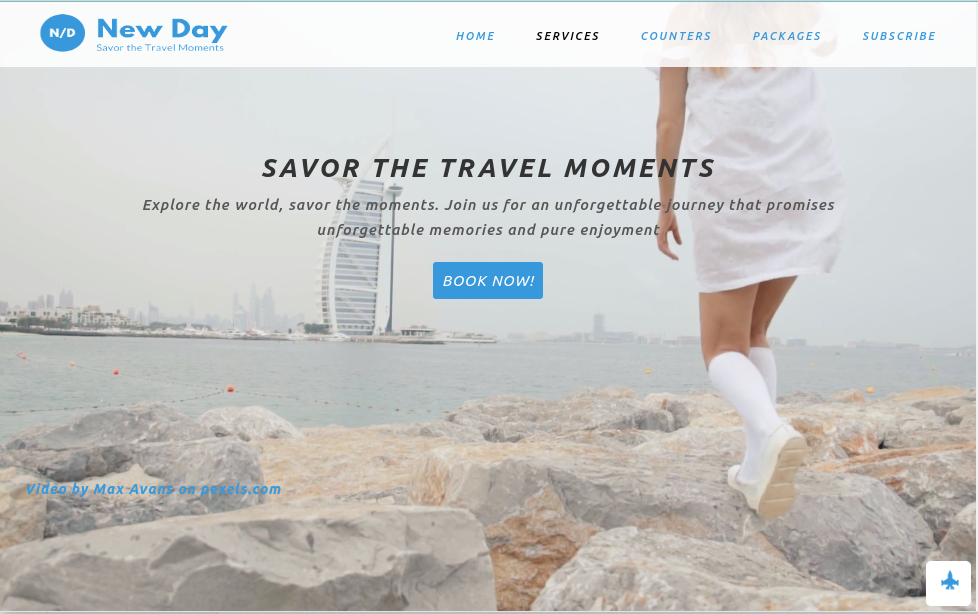 N/D
New Day
Savor the Travel Moments
HOME SERVICES COUNTERS PACKAGES SUBSCRIBE
SAVOR THE TRAVEL MOMENTS
Explore the world, savor the moments. Join us for an unforgettable journey that promises
unforgettable memories and pure enjoyment
BOOK NOW!
Video by Max Avans on pexels.com